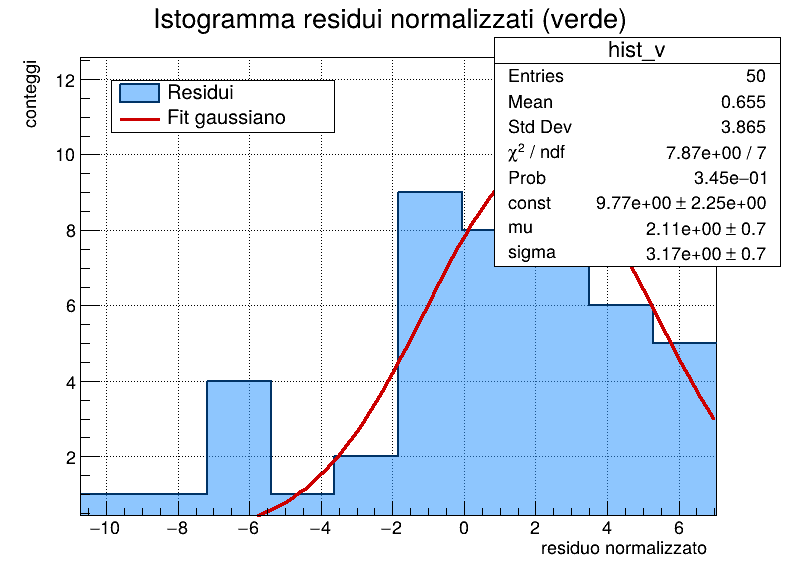 Istogramma residui normalizzati (verde)
hist_v
Entries 50
Mean 0.655
Std Dev 3.865
χ² / ndf 7.87e+00 / 7
Prob 3.45e−01
const 9.77e+00 ± 2.25e+00
mu 2.11e+00 ± 0.7
sigma 3.17e+00 ± 0.7
Residui
Fit gaussiano
conteggi
12
10
8
6
4
2
−10 −8 −6 −4 −2 0 2 4 6
residuo normalizzato